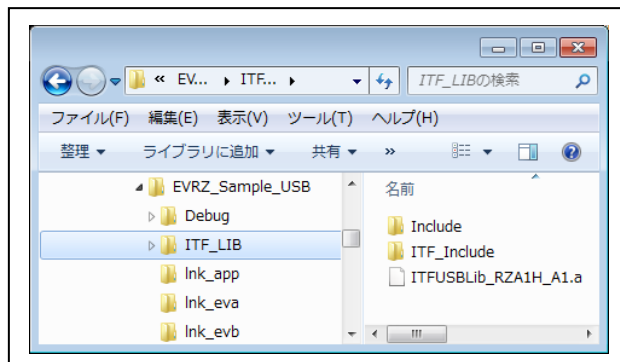 « EV... ▸ ITF... ▸ ITF_LIBの検索
ファイル(F) 編集(E) 表示(V) ツール(T) ヘルプ(H)
整理 ▼ ライブラリに追加 ▼ 共有 ▼ »
EVRZ_Sample_USB
Debug
ITF_LIB
lnk_app
lnk_eva
lnk_evb
名前
Include
ITF_Include
ITFUSBLib_RZA1H_A1.a